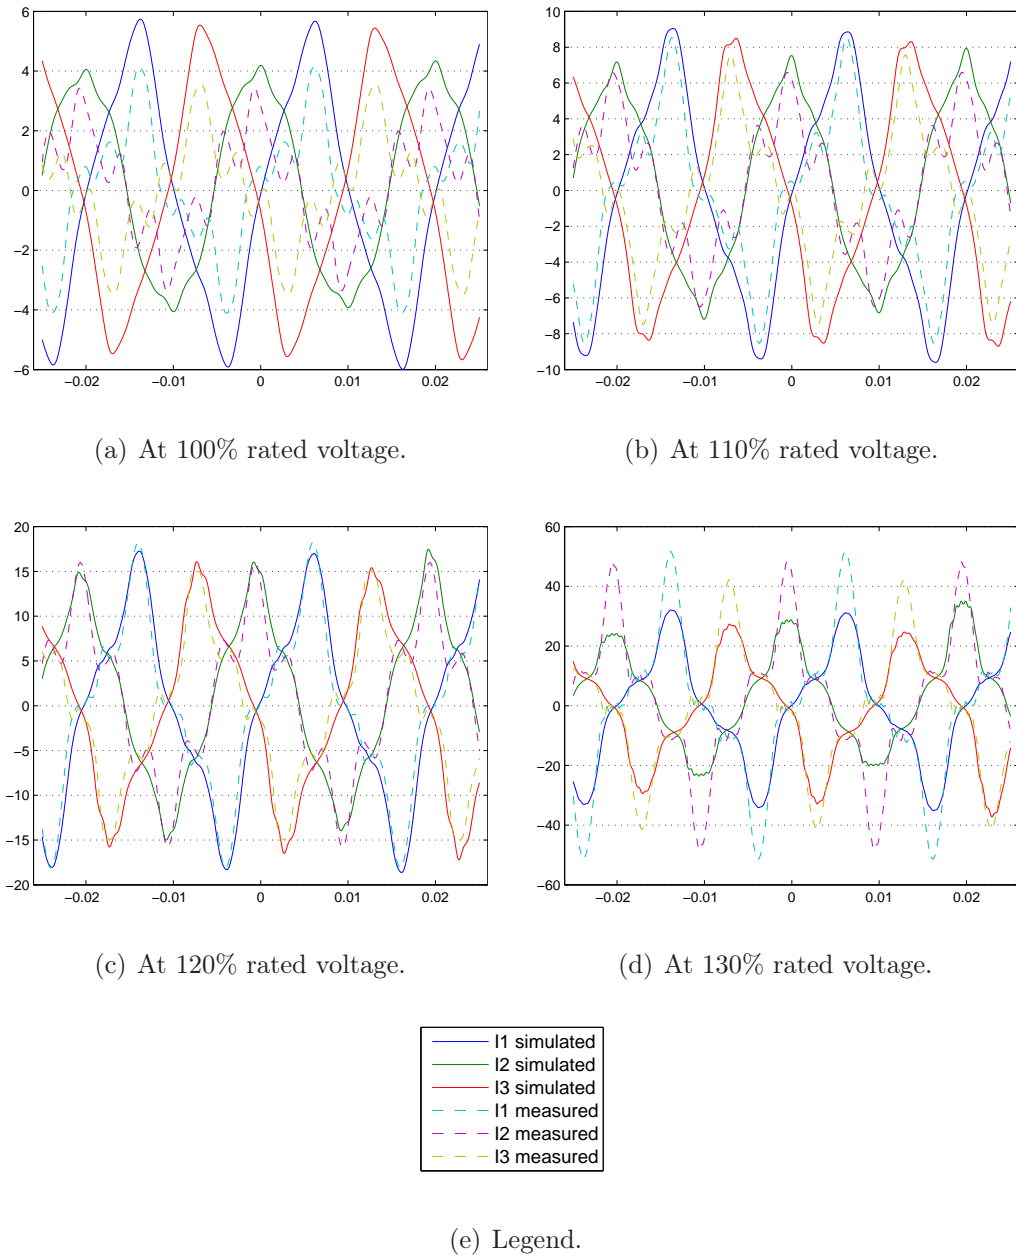 6
4
2
0
−2
−4
−6
−0.02 −0.01 0 0.01 0.02
(a) At 100% rated voltage.
10
8
6
4
2
0
−2
−4
−6
−8
−10
−0.02 −0.01 0 0.01 0.02
(b) At 110% rated voltage.
20
15
10
5
0
−5
−10
−15
−20
−0.02 −0.01 0 0.01 0.02
(c) At 120% rated voltage.
60
40
20
0
−20
−40
−60
−0.02 −0.01 0 0.01 0.02
(d) At 130% rated voltage.
I1 simulated
I2 simulated
I3 simulated
I1 measured
I2 measured
I3 measured
(e) Legend.